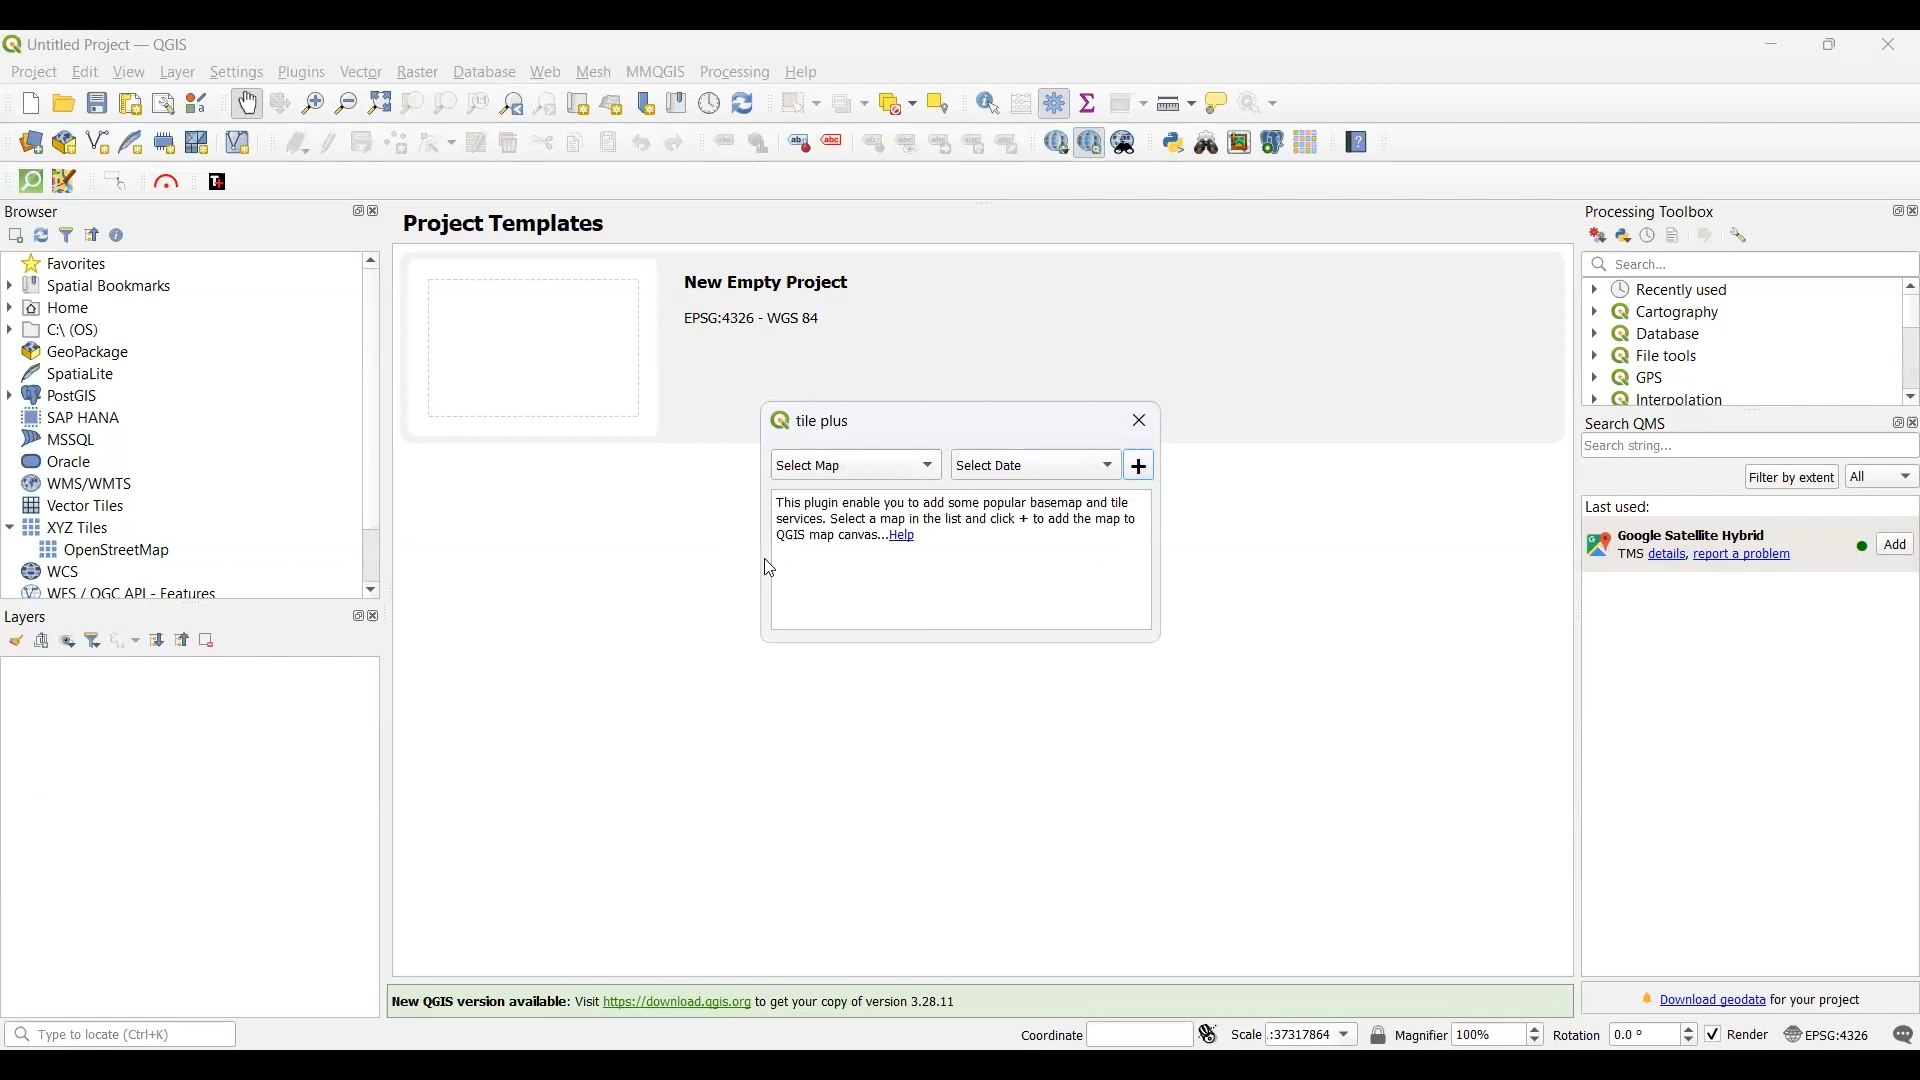 Untitled Project — QGIS
Project Edit View Layer Settings Plugins Vector Raster Database Web Mesh MMQGIS Processing Help
Browser
Favorites
Spatial Bookmarks
Home
C:\ (OS)
GeoPackage
SpatiaLite
PostGIS
SAP HANA
MSSQL
Oracle
WMS/WMTS
Vector Tiles
XYZ Tiles
OpenStreetMap
WCS
WFS / OGC API - Features
Layers
Type to locate (Ctrl+K)
Project Templates
New Empty Project
EPSG:4326 - WGS 84
tile plus
Select Map Select Date +
This plugin enable you to add some popular basemap and tile
services. Select a map in the list and click + to add the map to
QGIS map canvas...Help
New QGIS version available: Visit https://download.qgis.org to get your copy of version 3.28.11
Processing Toolbox
Search...
Recently used
Cartography
Database
File tools
GPS
Interpolation
Search QMS
Search string...
Filter by extent All
Last used:
Google Satellite Hybrid
TMS details, report a problem
Add
Download geodata for your project
Coordinate Scale :37317864 Magnifier 100% Rotation 0.0 ° Render EPSG:4326